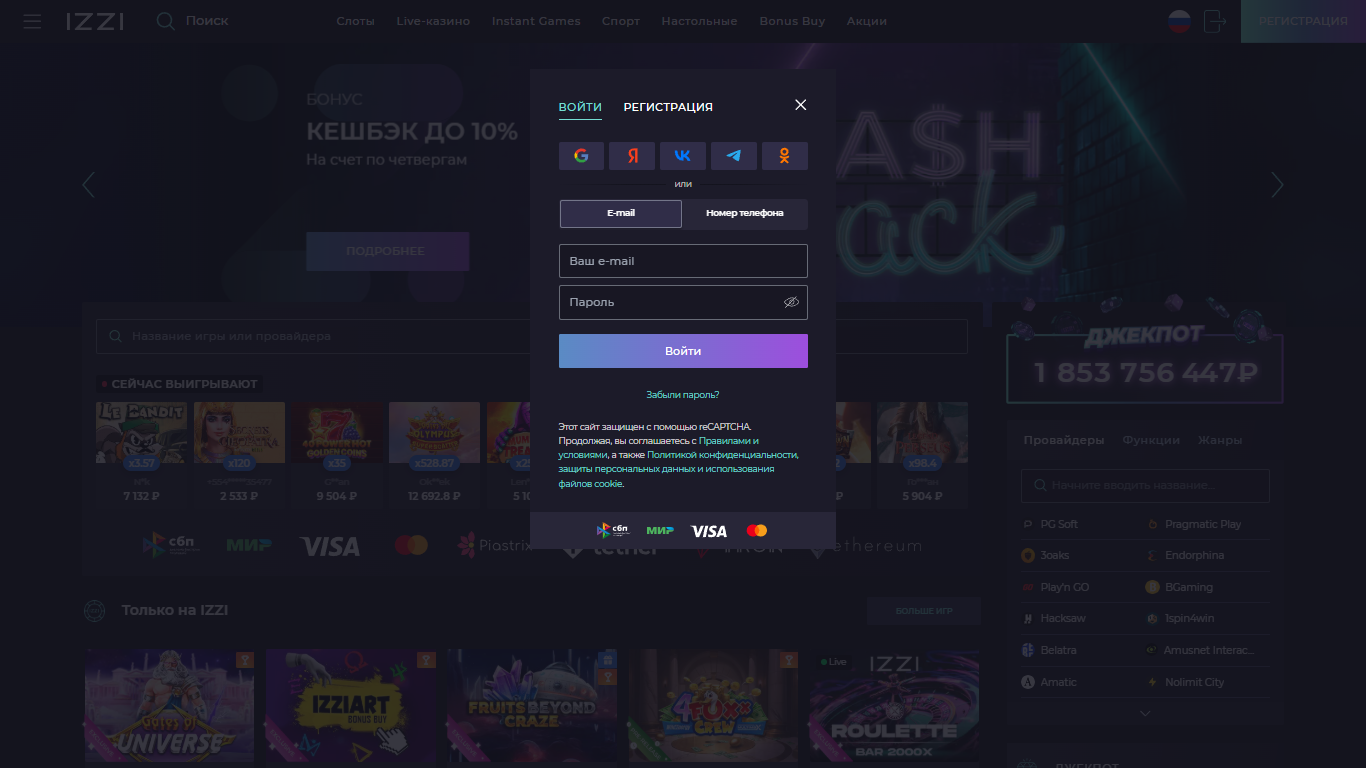 IZZI
Поиск
Слоты
Live-казино
Instant Games
Спорт
Настольные
Bonus Buy
Акции
РЕГИСТРАЦИЯ
БОНУС
КЕШБЭК ДО 10%
На счет по четвергам
ПОДРОБНЕЕ
ВОЙТИ
РЕГИСТРАЦИЯ
или
E-mail
Номер телефона
Ваш e-mail
Пароль
Войти
Забыли пароль?
Этот сайт защищен с помощью reCAPTCHA.
Продолжая, вы соглашаетесь с Правилами и
условиями, а также Политикой конфиденциальности,
защиты персональных данных и использования
файлов cookie.
сбп
МИР
VISA
Название игры или провайдера
СЕЙЧАС ВЫИГРЫВАЮТ
LE BANDIT
x3.57
x120
x35
x528.87
x98.4
7 132 ₽
2 533 ₽
9 504 ₽
12 692.8 ₽
5 904 ₽
сбп
МИР
VISA
Piastrix
tether
TRON
ethereum
ДЖЕКПОТ
1 853 756 447₽
Провайдеры
Функции
Жанры
Начните вводить название...
PG Soft
Pragmatic Play
3oaks
Endorphina
Play'n GO
BGaming
Hacksaw
1spin4win
Belatra
Amusnet Interac...
Amatic
Nolimit City
Только на IZZI
БОЛЬШЕ ИГР
Gates of
UNIVERSE
IZZIART
BONUS BUY
FRUITS BEYOND
CRAZE
4 FUXX
CREW
Live
IZZI
ROULETTE
BAR 2000X
ДЖЕКПОТ